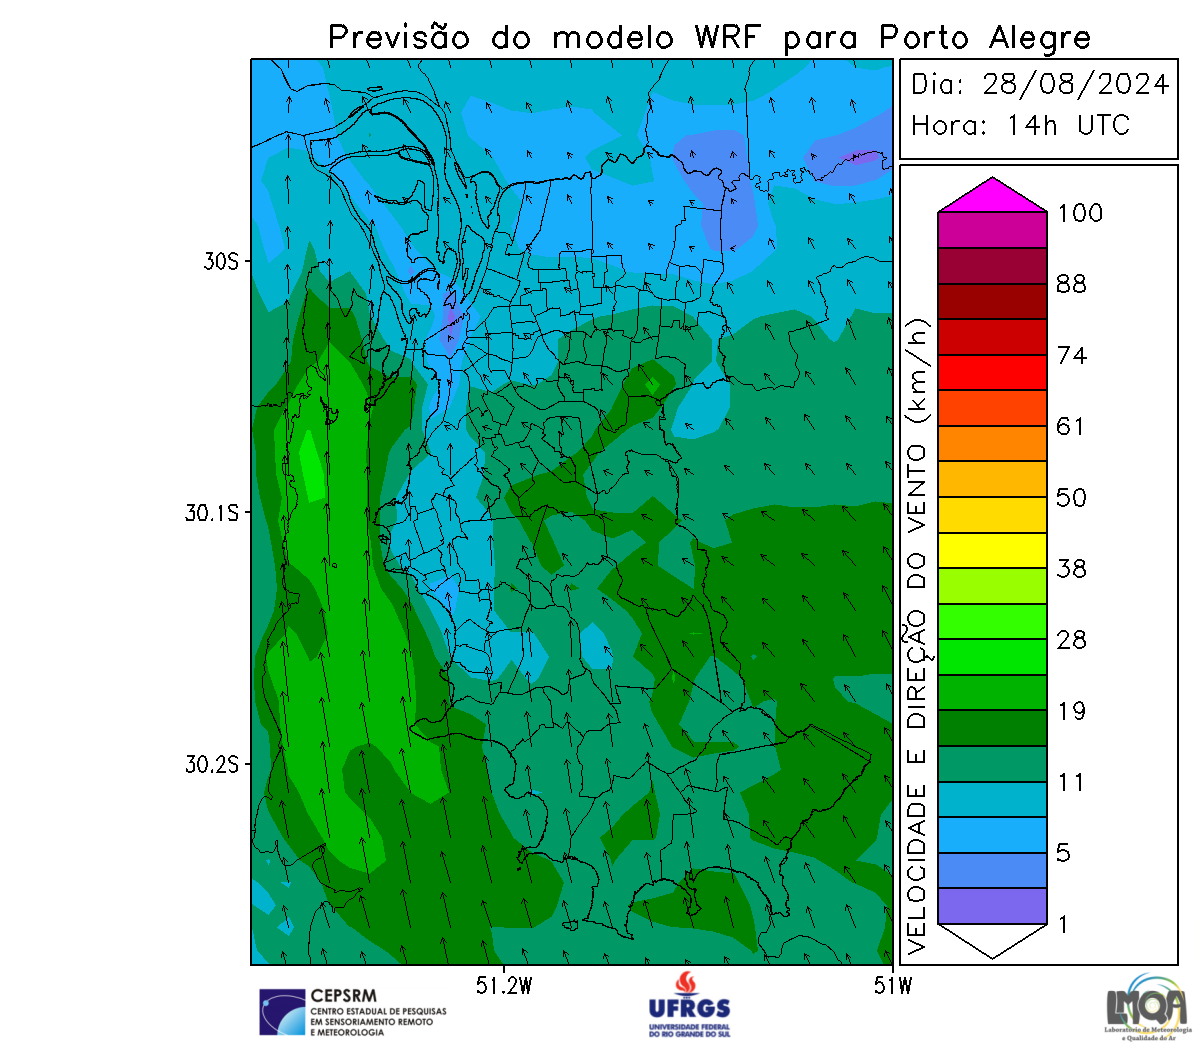 Previsão do modelo WRF para Porto Alegre
Dia: 28/08/2024
Hora: 14h UTC
30S
30.1S
30.2S
51.2W
51W
VELOCIDADE E DIREÇÃO DO VENTO (km/h)
100
88
74
61
50
38
28
19
11
5
1
CEPSRM
CENTRO ESTADUAL DE PESQUISAS
EM SENSORIAMENTO REMOTO
E METEOROLOGIA
UFRGS
UNIVERSIDADE FEDERAL
DO RIO GRANDE DO SUL
LMQA
Laboratório de Meteorologia
e Qualidade do Ar